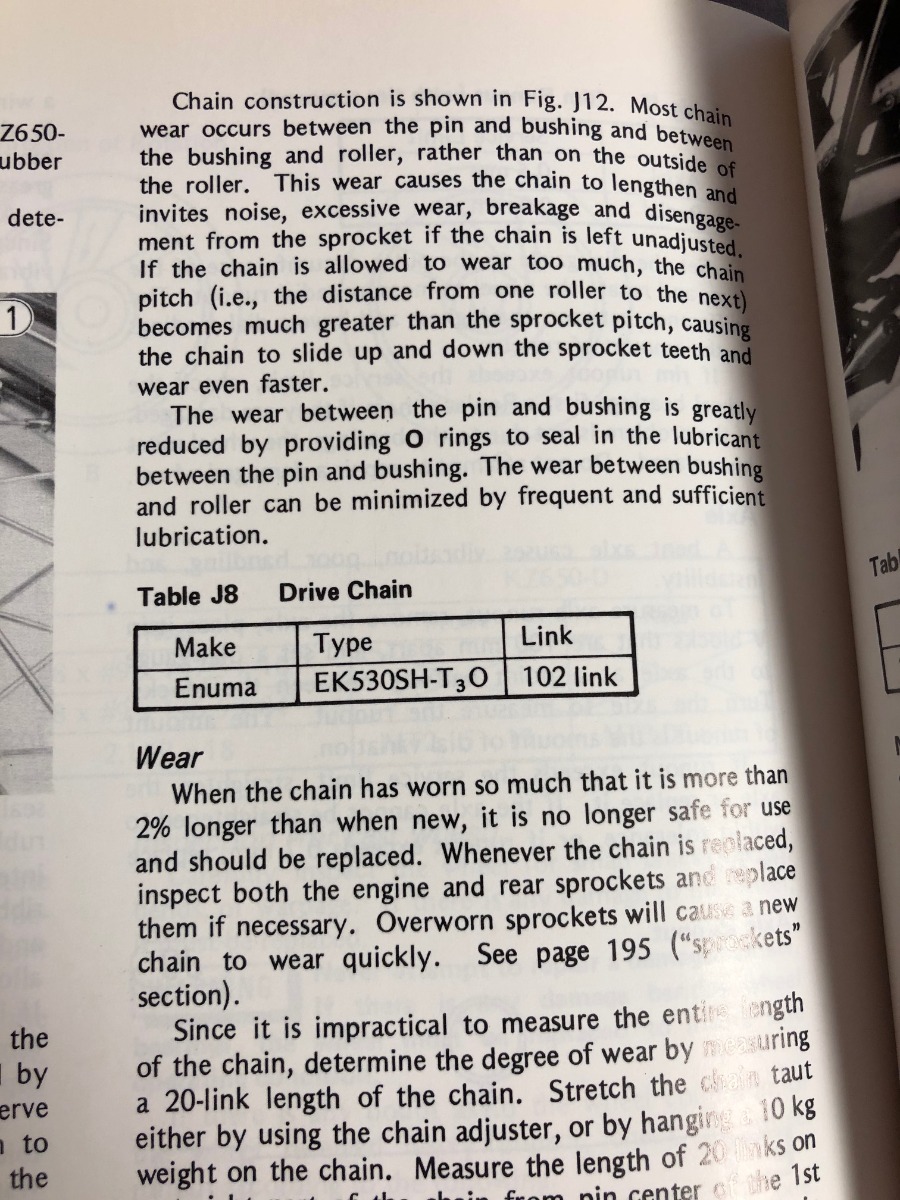 Z650-
ubber
dete-
1
the
by
erve
to
the
Chain construction is shown in Fig. J12. Most chain
wear occurs between the pin and bushing and between
the bushing and roller, rather than on the outside of
the roller. This wear causes the chain to lengthen and
invites noise, excessive wear, breakage and disengage-
ment from the sprocket if the chain is left unadjusted.
If the chain is allowed to wear too much, the chain
pitch (i.e., the distance from one roller to the next)
becomes much greater than the sprocket pitch, causing
the chain to slide up and down the sprocket teeth and
wear even faster.
The wear between the pin and bushing is greatly
reduced by providing O rings to seal in the lubricant
between the pin and bushing. The wear between bushing
and roller can be minimized by frequent and sufficient
lubrication.
Table J8 Drive Chain
Make Type Link
Enuma EK530SH-T3O 102 link
Wear
When the chain has worn so much that it is more than
2% longer than when new, it is no longer safe for use
and should be replaced. Whenever the chain is replaced,
inspect both the engine and rear sprockets and replace
them if necessary. Overworn sprockets will cause a new
chain to wear quickly. See page 195 ("sprockets"
section).
Since it is impractical to measure the entire length
of the chain, determine the degree of wear by measuring
a 20-link length of the chain. Stretch the chain taut
either by using the chain adjuster, or by hanging a 10 kg
weight on the chain. Measure the length of 20 links on
part of the chain from pin center of the 1st
Tabl